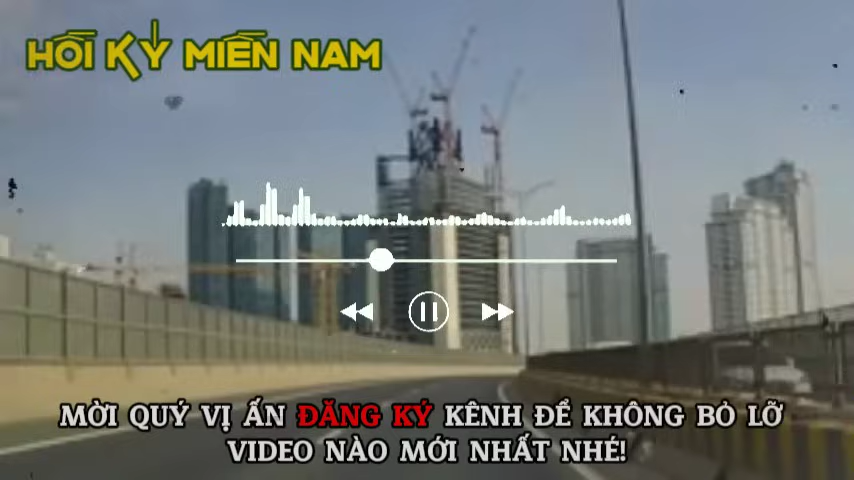 HỒI KÝ MIỀN NAM
MỜI QUÝ VỊ ẤN ĐĂNG KÝ KÊNH ĐỂ KHÔNG BỎ LỠ
VIDEO NÀO MỚI NHẤT NHÉ!